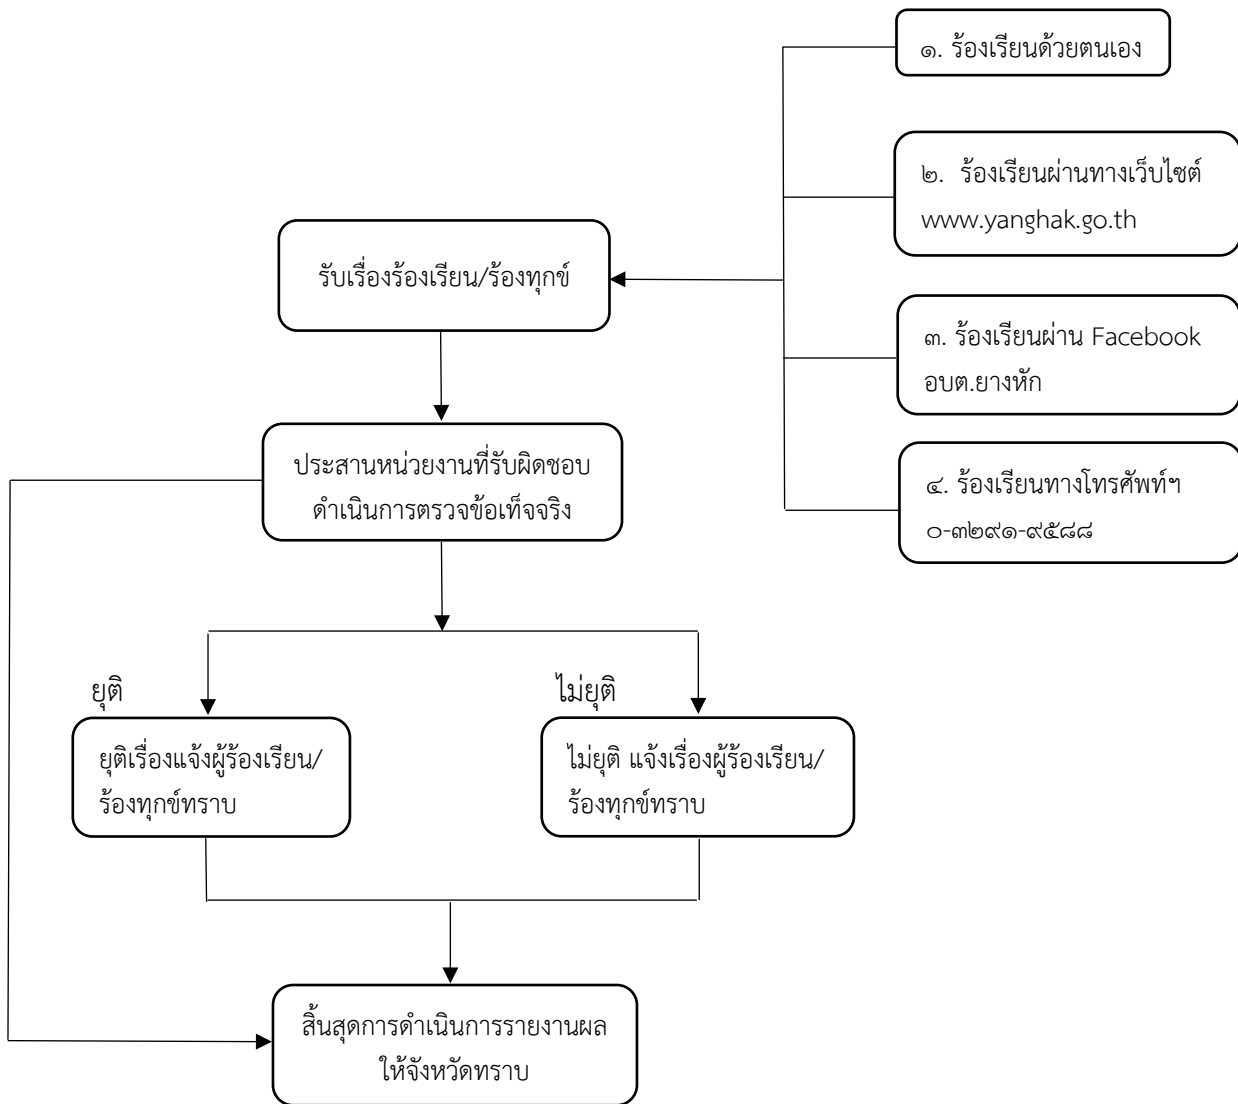 ๑. ร้องเรียนด้วยตนเอง
๒. ร้องเรียนผ่านทางเว็บไซต์
www.yanghak.go.th
รับเรื่องร้องเรียน/ร้องทุกข์
๓. ร้องเรียนผ่าน Facebook
อบต.ยางหัก
ประสานหน่วยงานที่รับผิดชอบ
ดำเนินการตรวจข้อเท็จจริง
๔. ร้องเรียนทางโทรศัพท์ฯ
๐-๓๒๙๑-๙๕๘๘
ยุติ
ไม่ยุติ
ยุติเรื่องแจ้งผู้ร้องเรียน/
ร้องทุกข์ทราบ
ไม่ยุติ แจ้งเรื่องผู้ร้องเรียน/
ร้องทุกข์ทราบ
สิ้นสุดการดำเนินการรายงานผล
ให้จังหวัดทราบ